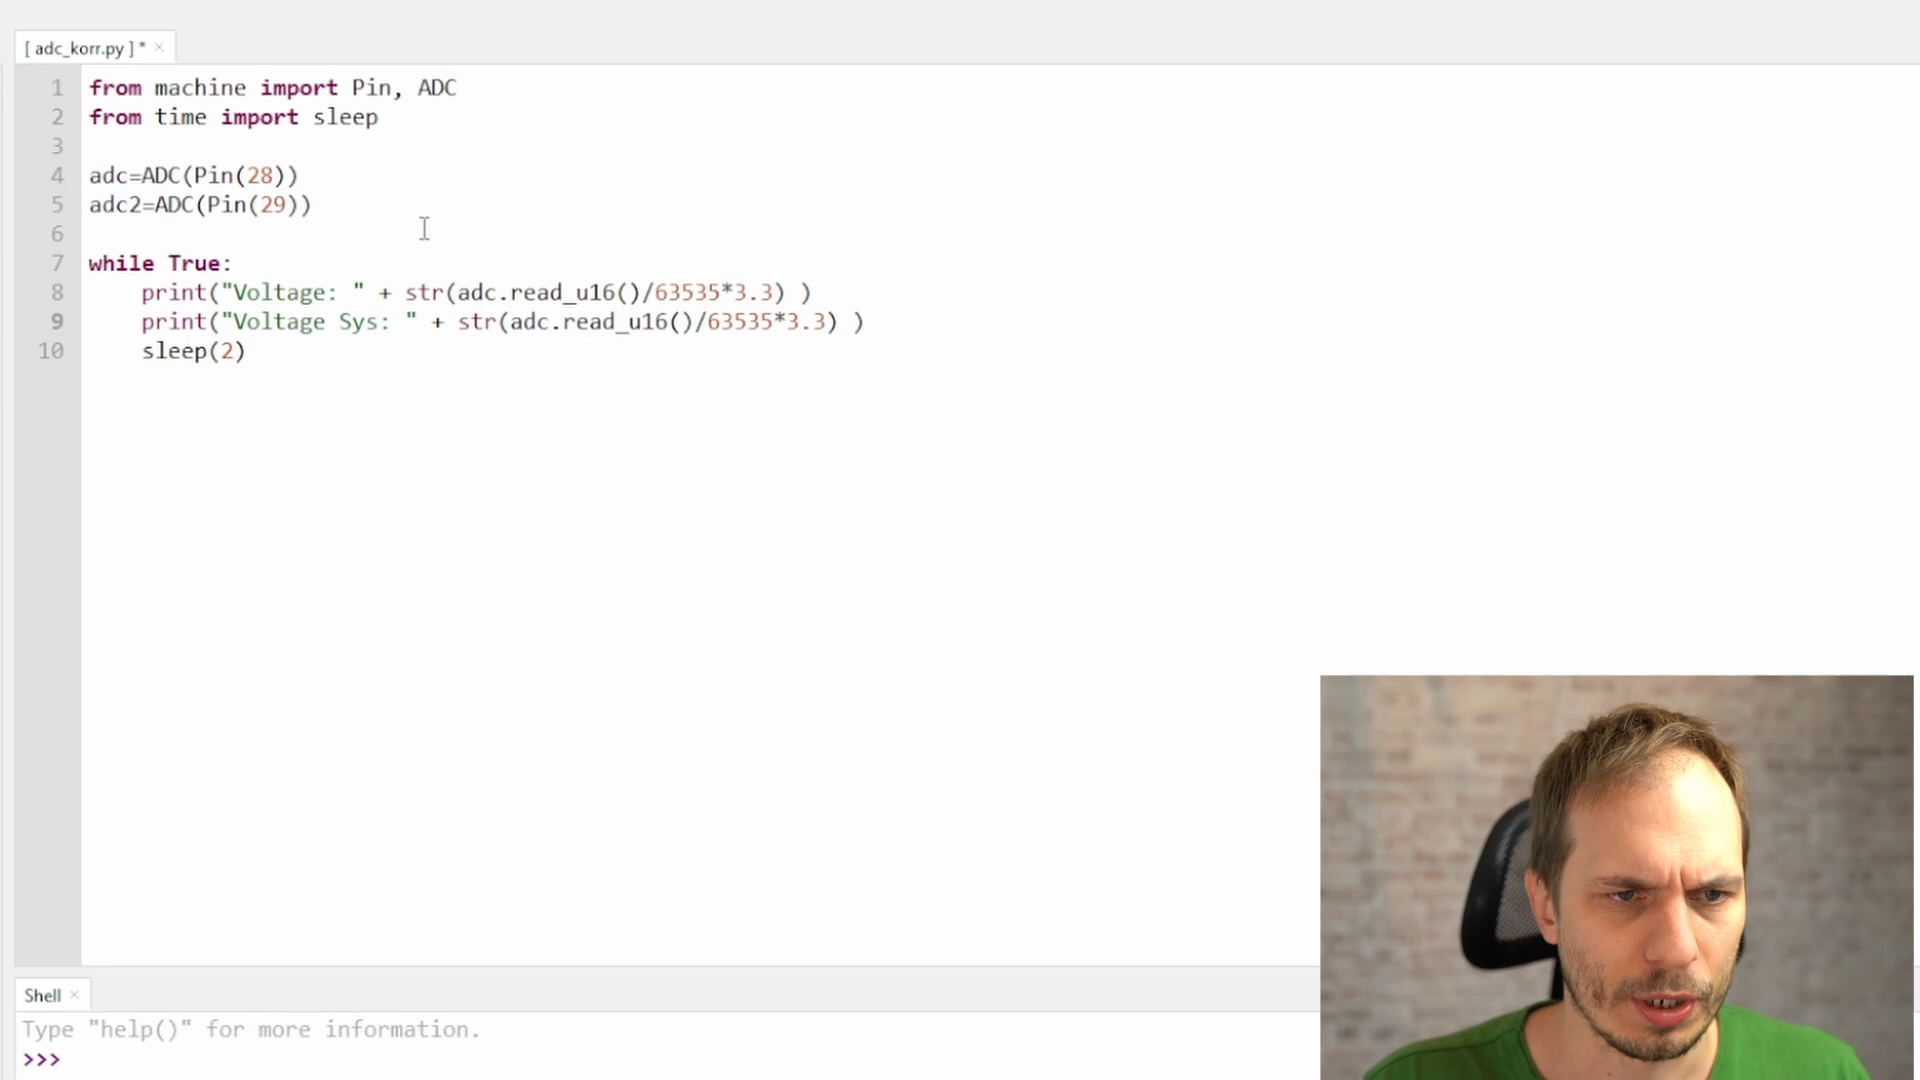 [ adc_korr.py ] * ×
1 from machine import Pin, ADC
2 from time import sleep
3
4 adc=ADC(Pin(28))
5 adc2=ADC(Pin(29))
6
7 while True:
8     print("Voltage: " + str(adc.read_u16()/63535*3.3) )
9     print("Voltage Sys: " + str(adc.read_u16()/63535*3.3) )
10     sleep(2)
Shell ×
Type "help()" for more information.
>>>